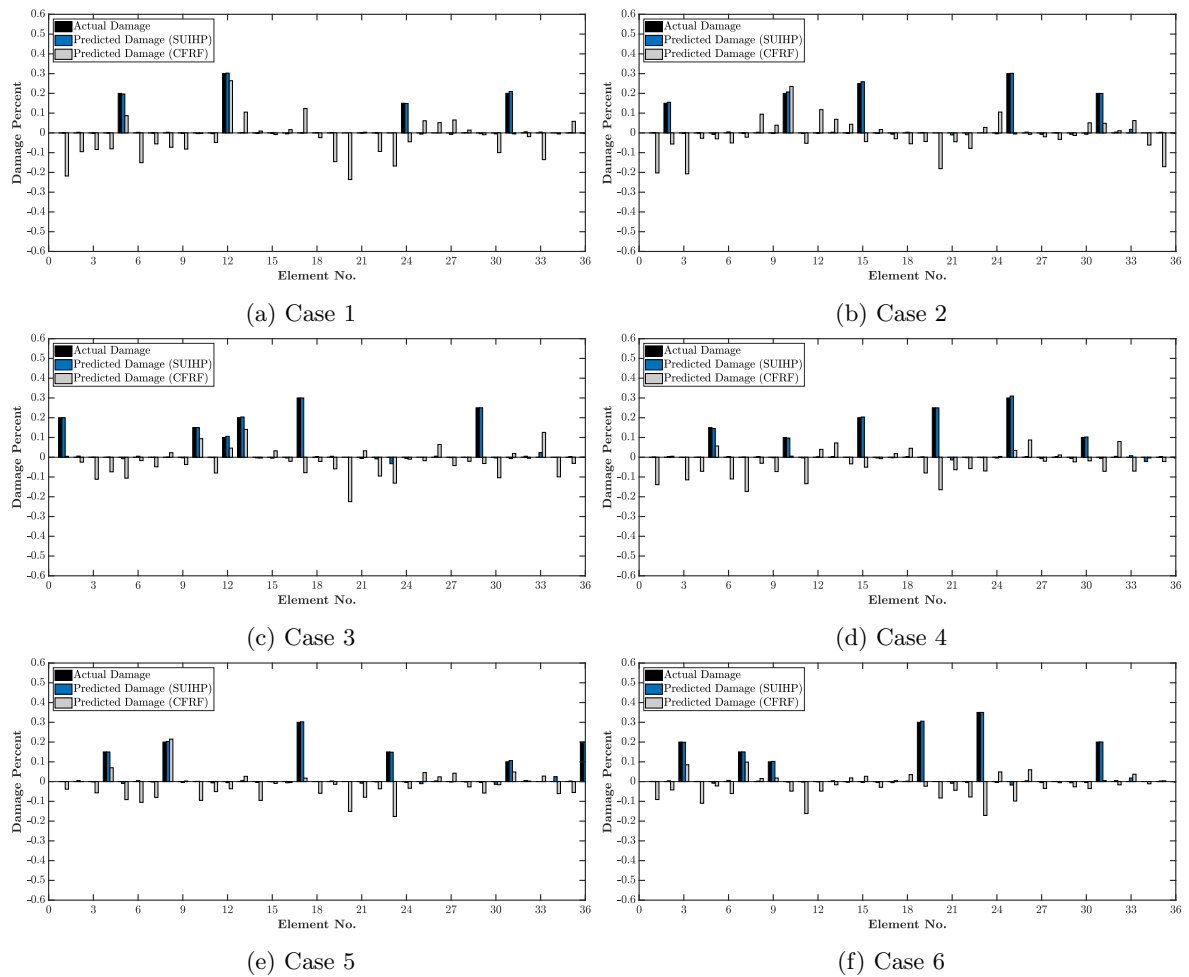 Actual Damage
Predicted Damage (SUIHP)
Predicted Damage (CFRF)
Damage Percent
0.6
0.5
0.4
0.3
0.2
0.1
0
-0.1
-0.2
-0.3
-0.4
-0.5
-0.6
0 3 6 9 12 15 18 21 24 27 30 33 36
Element No.
(a) Case 1
Actual Damage
Predicted Damage (SUIHP)
Predicted Damage (CFRF)
Damage Percent
0.6
0.5
0.4
0.3
0.2
0.1
0
-0.1
-0.2
-0.3
-0.4
-0.5
-0.6
0 3 6 9 12 15 18 21 24 27 30 33 36
Element No.
(b) Case 2
Actual Damage
Predicted Damage (SUIHP)
Predicted Damage (CFRF)
Damage Percent
0.6
0.5
0.4
0.3
0.2
0.1
0
-0.1
-0.2
-0.3
-0.4
-0.5
-0.6
0 3 6 9 12 15 18 21 24 27 30 33 36
Element No.
(c) Case 3
Actual Damage
Predicted Damage (SUIHP)
Predicted Damage (CFRF)
Damage Percent
0.6
0.5
0.4
0.3
0.2
0.1
0
-0.1
-0.2
-0.3
-0.4
-0.5
-0.6
0 3 6 9 12 15 18 21 24 27 30 33 36
Element No.
(d) Case 4
Actual Damage
Predicted Damage (SUIHP)
Predicted Damage (CFRF)
Damage Percent
0.6
0.5
0.4
0.3
0.2
0.1
0
-0.1
-0.2
-0.3
-0.4
-0.5
-0.6
0 3 6 9 12 15 18 21 24 27 30 33 36
Element No.
(e) Case 5
Actual Damage
Predicted Damage (SUIHP)
Predicted Damage (CFRF)
Damage Percent
0.6
0.5
0.4
0.3
0.2
0.1
0
-0.1
-0.2
-0.3
-0.4
-0.5
-0.6
0 3 6 9 12 15 18 21 24 27 30 33 36
Element No.
(f) Case 6